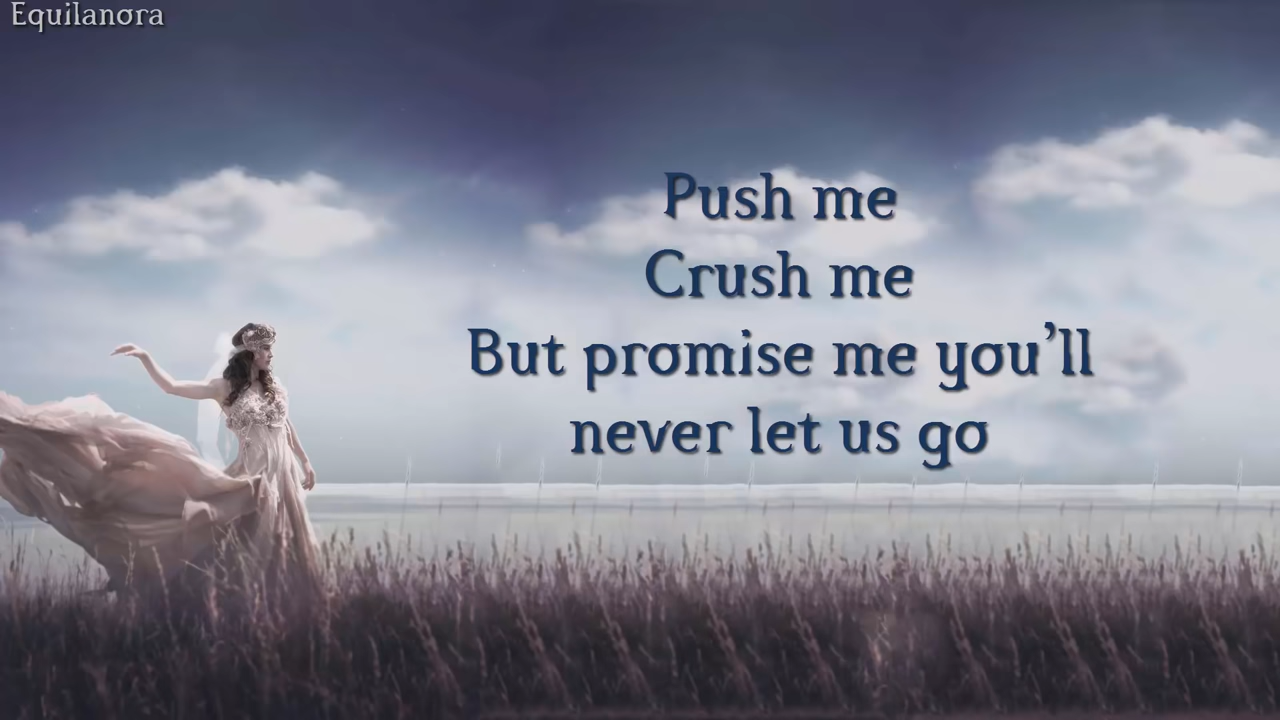 Equilanora
Push me
Crush me
But promise me you’ll
never let us go